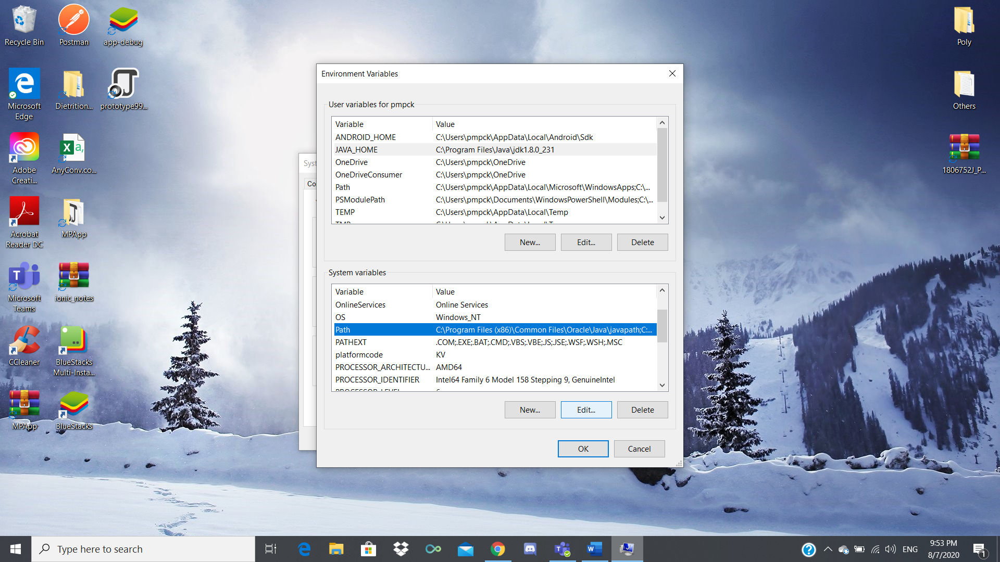 Recycle Bin
Postman
app-debug
Microsoft
Edge
Dietrition...
prototype99...
Adobe
Creati...
AnyConv.co...
Acrobat
Reader DC
MPApp
Microsoft
Teams
ionic_notes
CCleaner
BlueStacks
Multi-Insta...
MPApp
BlueStacks
Poly
Others
1806752J_P...
Syst
Co
Environment Variables
User variables for pmpck
Variable Value
ANDROID_HOME C:\Users\pmpck\AppData\Local\Android\Sdk
JAVA_HOME C:\Program Files\Java\jdk1.8.0_231
OneDrive C:\Users\pmpck\OneDrive
OneDriveConsumer C:\Users\pmpck\OneDrive
Path C:\Users\pmpck\AppData\Local\Microsoft\WindowsApps;C:\...
PSModulePath C:\Users\pmpck\Documents\WindowsPowerShell\Modules;C:\...
TEMP C:\Users\pmpck\AppData\Local\Temp
New... Edit... Delete
System variables
Variable Value
OnlineServices Online Services
OS Windows_NT
Path C:\Program Files (x86)\Common Files\Oracle\Java\javapath;C:...
PATHEXT .COM;.EXE;.BAT;.CMD;.VBS;.VBE;.JS;.JSE;.WSF;.WSH;.MSC
platformcode KV
PROCESSOR_ARCHITECTU... AMD64
PROCESSOR_IDENTIFIER Intel64 Family 6 Model 158 Stepping 9, GenuineIntel
New... Edit... Delete
OK Cancel
Type here to search
ENG
9:53 PM
8/7/2020
1